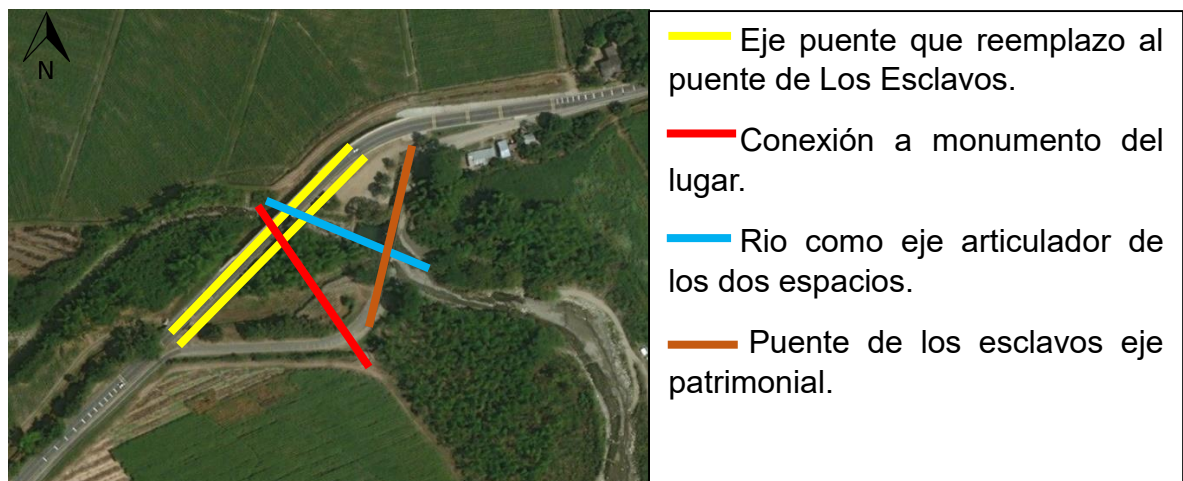 N
Eje puente que reemplazo al
puente de Los Esclavos.
Conexión a monumento del
lugar.
Rio como eje articulador de
los dos espacios.
Puente de los esclavos eje
patrimonial.